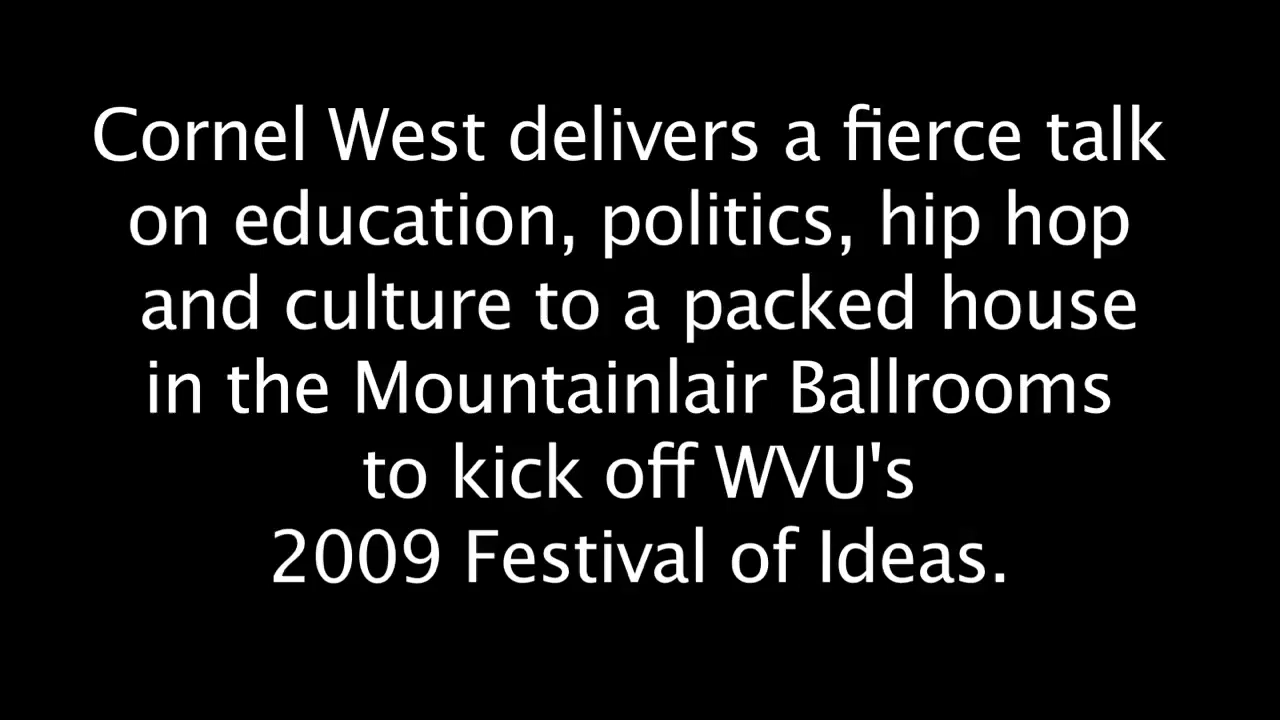 Cornel West delivers a fierce talk
on education, politics, hip hop
and culture to a packed house
in the Mountainlair Ballrooms
to kick off WVU's
2009 Festival of Ideas.